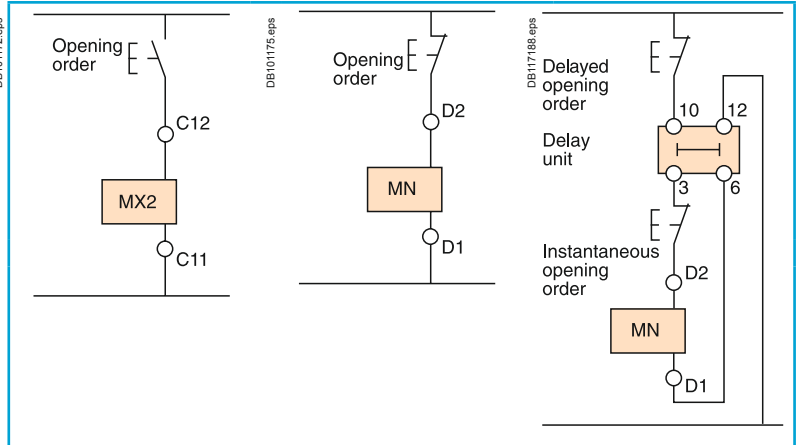 Opening
order
C12
MX2
C11
DB101175.eps
Opening
order
D2
MN
D1
DB117188.eps
Delayed
opening
order
10
12
Delay
unit
3
6
Instantaneous
opening
order
D2
MN
D1